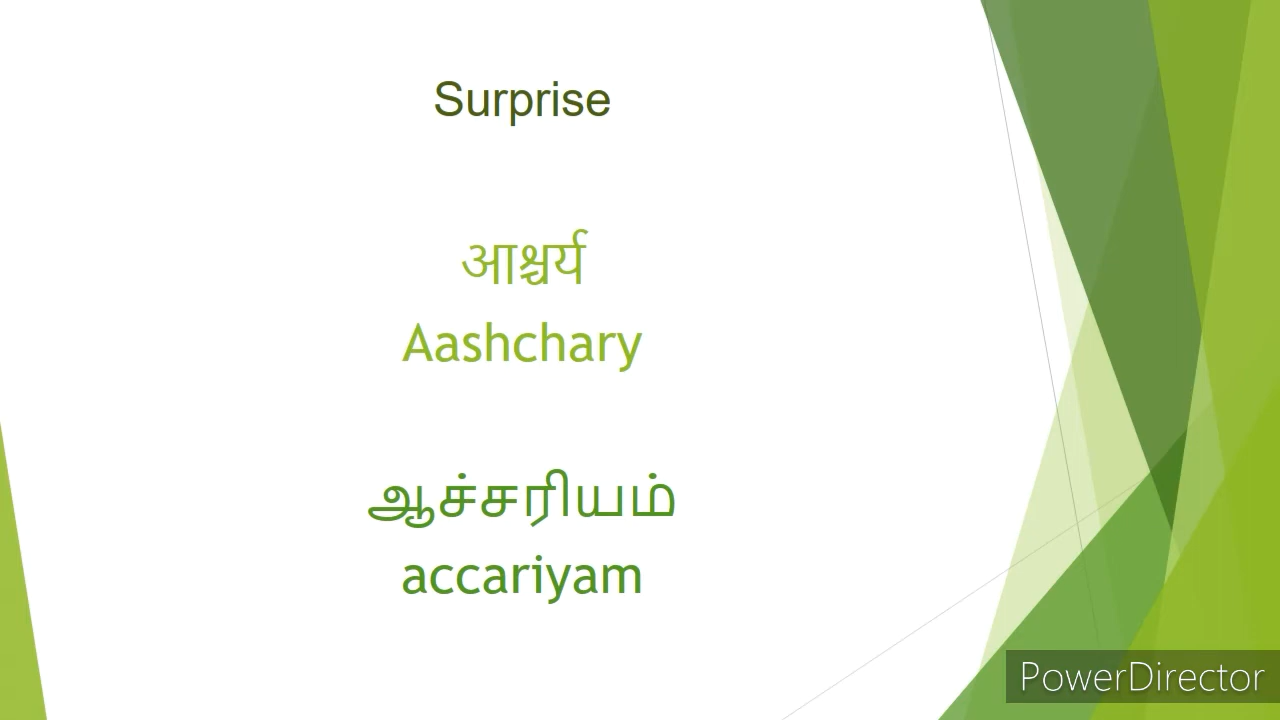 Surprise
आश्चर्य
Aashchary
ஆச்சரியம்
accariyam
PowerDirector